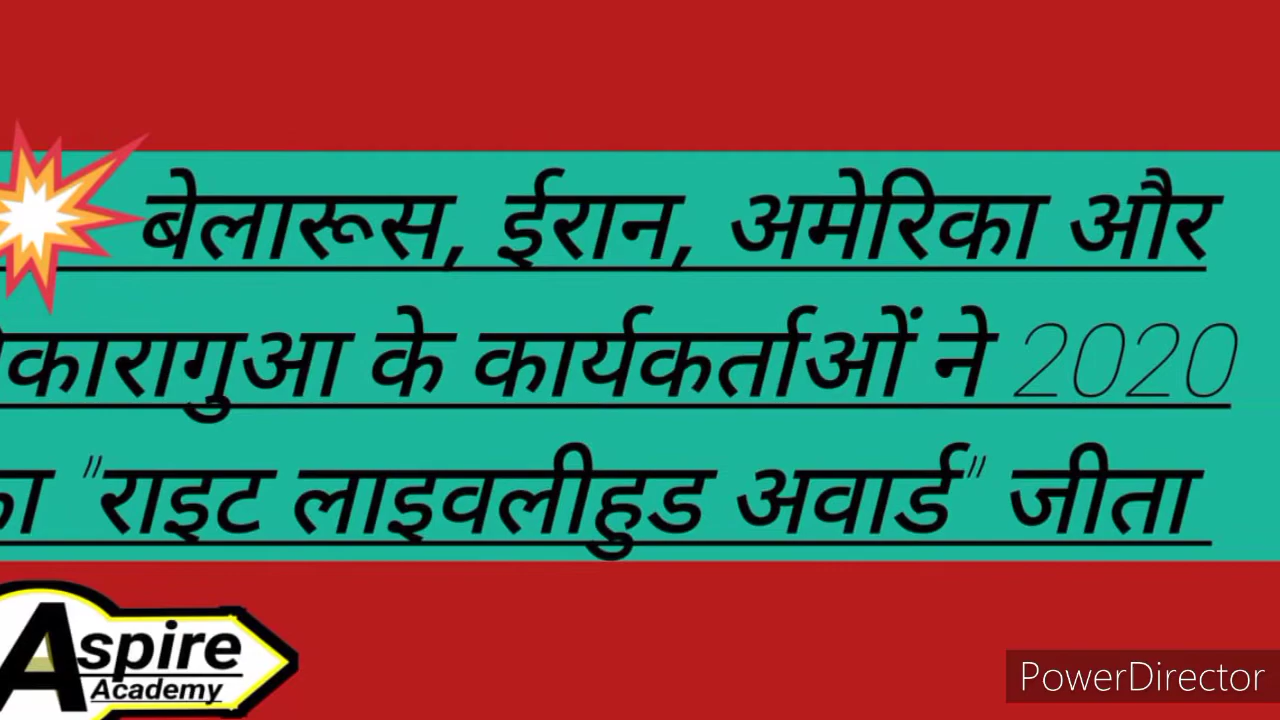 बेलारूस, ईरान, अमेरिका और
कारागुआ के कार्यकर्ताओं ने 2020
"राइट लाइवलीहुड अवार्ड" जीता
Aspire
Academy
PowerDirector